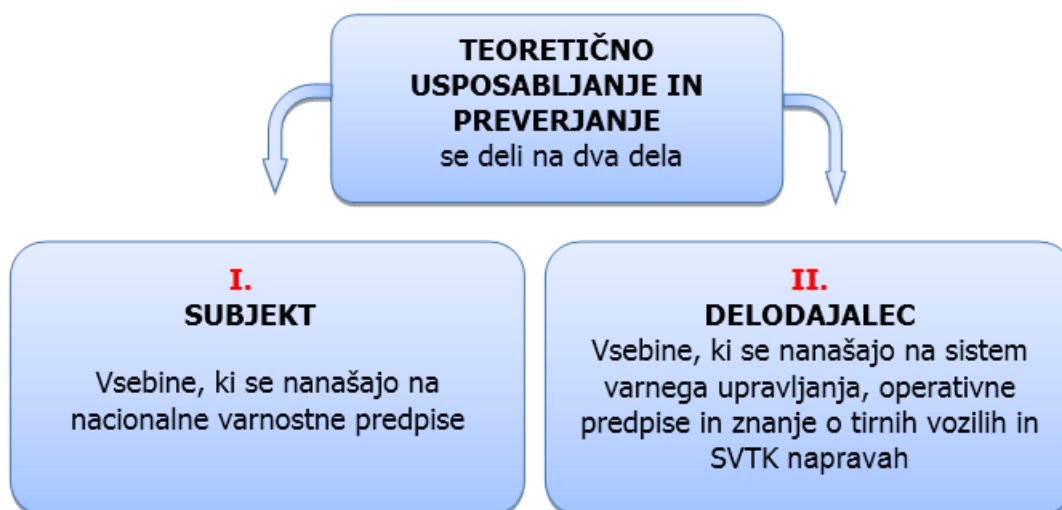 TEORETIČNO
USPOSABLJANJE IN
PREVERJANJE
se deli na dva dela
I.
SUBJEKT
Vsebine, ki se nanašajo na
nacionalne varnostne predpise
II.
DELODAJALEC
Vsebine, ki se nanašajo na sistem
varnega upravljanja, operativne
predpise in znanje o tirnih vozilih in
SVTK napravah